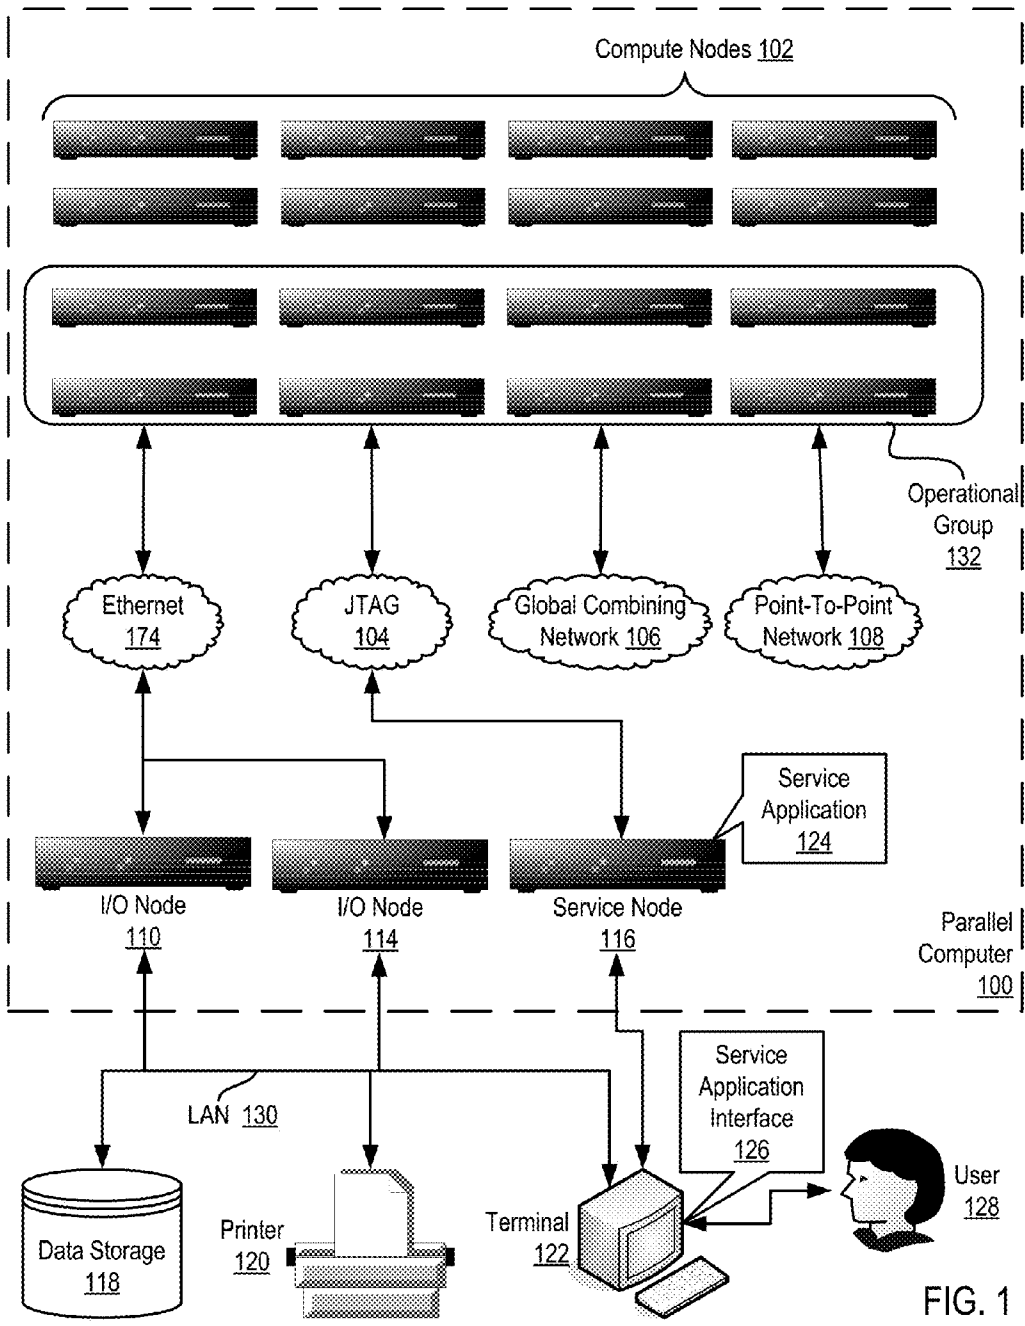 Compute Nodes 102
Operational
Group
132
Ethernet
174
JTAG
104
Global Combining
Network 106
Point-To-Point
Network 108
Service
Application
124
I/O Node
110
I/O Node
114
Service Node
116
Parallel
Computer
100
Service
Application
Interface
126
LAN 130
Data Storage
118
Printer
120
Terminal
122
User
128
FIG. 1